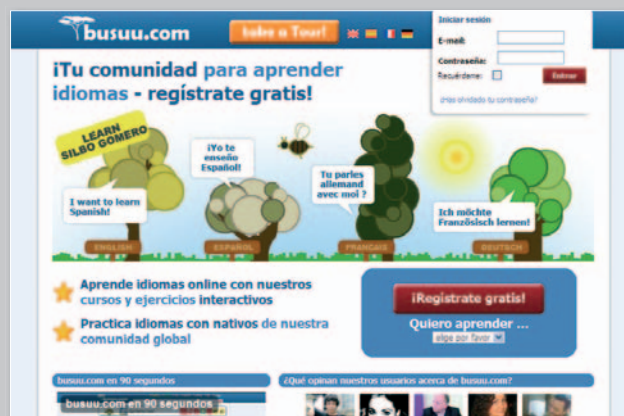 busuu.com
Take a Tour!
Iniciar sesión
E-mail:
Contraseña:
Recuérdame:
Entrar
¿Has olvidado tu contraseña?
¡Tu comunidad para aprender
idiomas - regístrate gratis!
LEARN
SILBO GOMERO
¡Yo te
enseño
Español!
I want to learn
Spanish!
Tu parles
allemand
avec moi ?
Ich möchte
Französisch lernen!
ENGLISH
ESPAÑOL
FRANÇAIS
DEUTSCH
Aprende idiomas online con nuestros
cursos y ejercicios interactivos
Practica idiomas con nativos de nuestra
comunidad global
¡Regístrate gratis!
Quiero aprender ...
elige por favor
busuu.com en 90 segundos
¿Qué opinan nuestros usuarios acerca de busuu.com?
busuu.com en 90 segundos